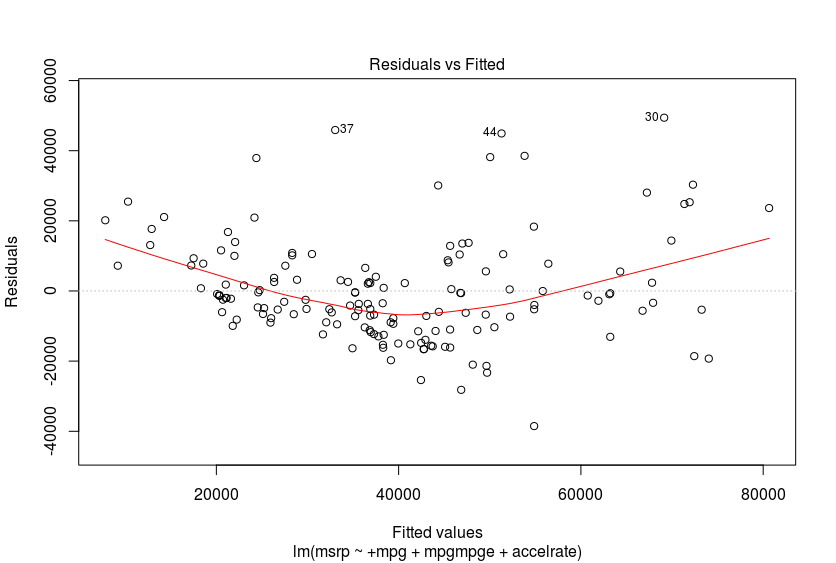 Residuals vs Fitted
60000
40000
20000
0
-20000
-40000
Residuals
37
44
30
20000 40000 60000 80000
Fitted values
lm(msrp ~ +mpg + mpgmpge + accelrate)